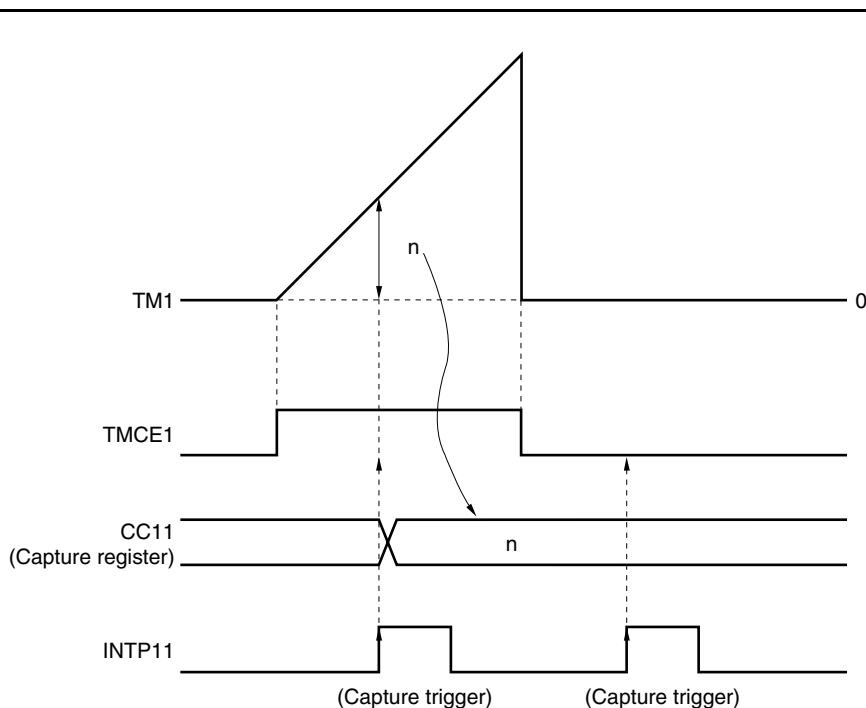 n
TM1
0
TMCE1
CC11
(Capture register)
n
INTP11
(Capture trigger)
(Capture trigger)